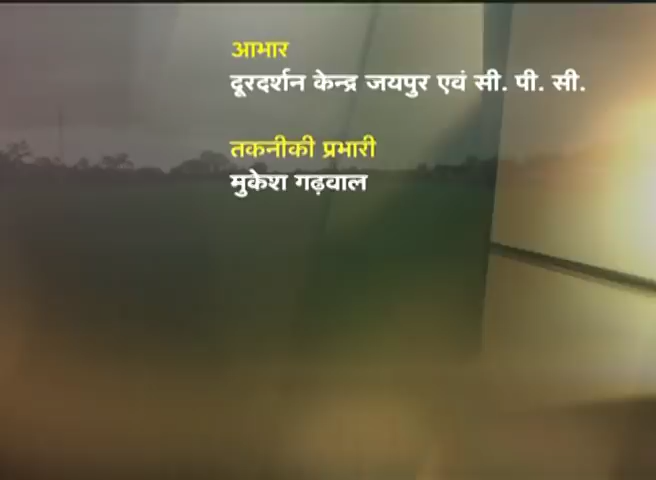 आभार
दूरदर्शन केन्द्र जयपुर एवं सी. पी. सी.
तकनीकी प्रभारी
मुकेश गढ़वाल